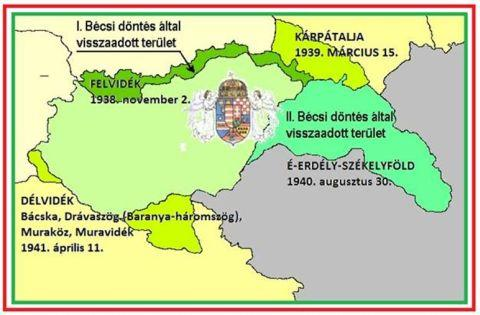 I. Bécsi döntés által
visszaadott terület
KÁRPÁTALJA
1939. MÁRCIUS 15.
FELVIDÉK
1938. november 2.
II. Bécsi döntés által
visszaadott terület
É-ERDÉLY-SZÉKELYFÖLD
1940. augusztus 30.
DÉLVIDÉK
Bácska, Drávaszög (Baranya-háromszög),
Muraköz, Muravidék
1941. április 11.